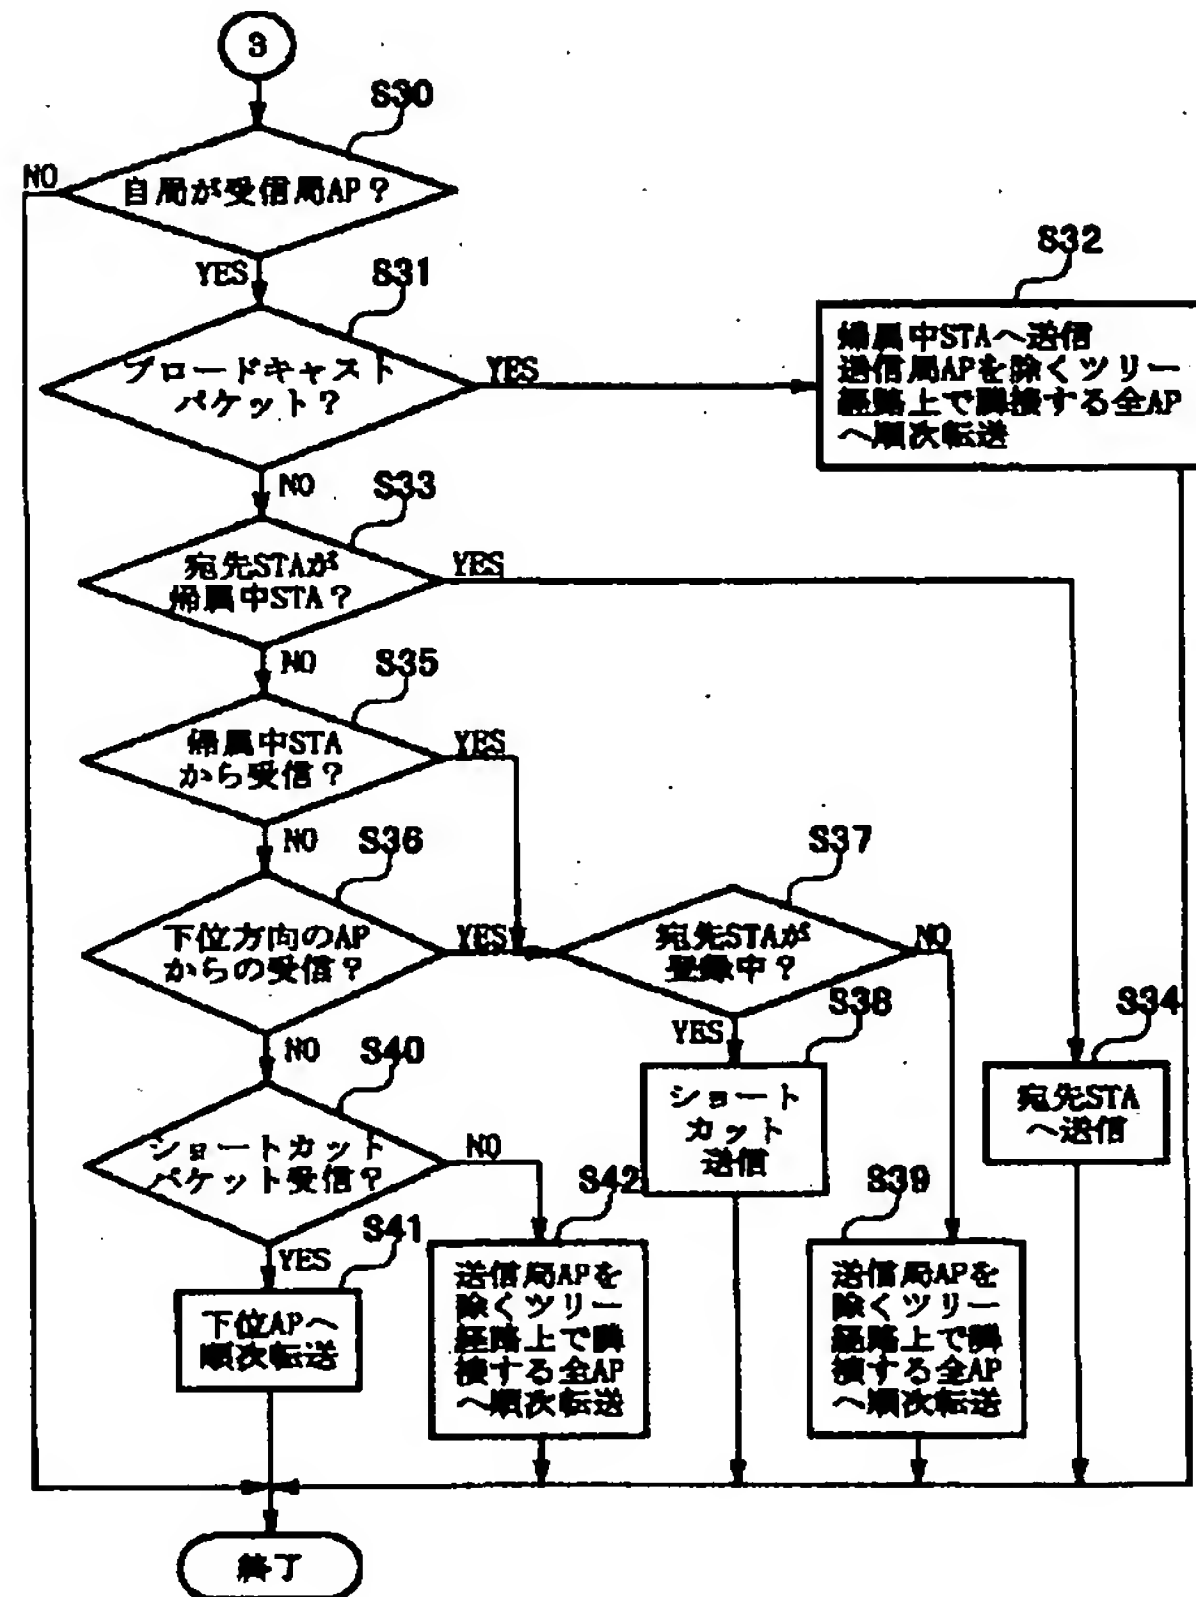 3
S30
NO
自局が受信局AP？
YES
S31
S32
ブロードキャスト
パケット？
YES
帰属中STAへ送信
送信局APを除くツリー
経路上で隣接する全AP
へ順次転送
NO
S33
宛先STAが
帰属中STA？
YES
NO
S35
帰属中STA
から受信？
YES
NO
S36
S37
下位方向のAP
からの受信？
YES
宛先STAが
登録中？
NO
NO
S40
YES
S38
S34
ショートカット
パケット受信？
NO
ショート
カット
送信
宛先STA
へ送信
YES
S41
S42
S39
下位APへ
順次転送
送信局APを
除くツリー
経路上で隣
接する全AP
へ順次転送
送信局APを
除くツリー
経路上で隣
接する全AP
へ順次転送
終了